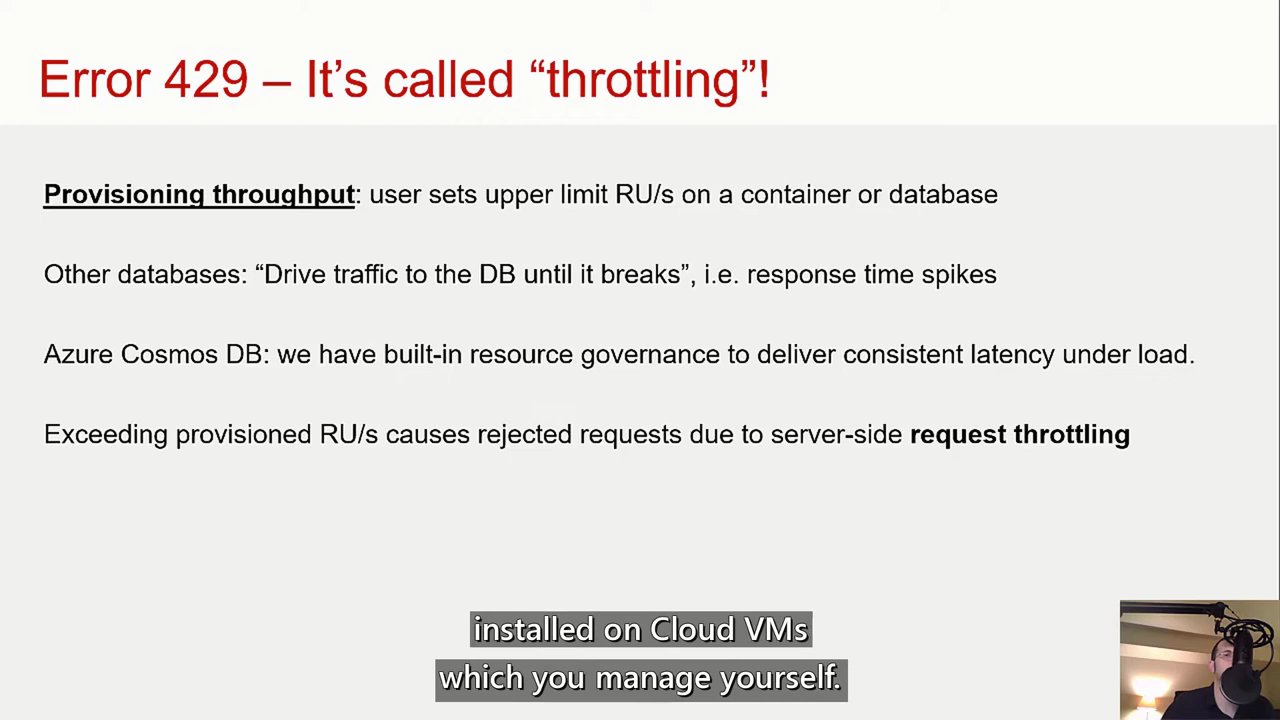 Error 429 – It's called “throttling”!
Provisioning throughput: user sets upper limit RU/s on a container or database
Other databases: “Drive traffic to the DB until it breaks”, i.e. response time spikes
Azure Cosmos DB: we have built-in resource governance to deliver consistent latency under load.
Exceeding provisioned RU/s causes rejected requests due to server-side request throttling
installed on Cloud VMs
which you manage yourself.